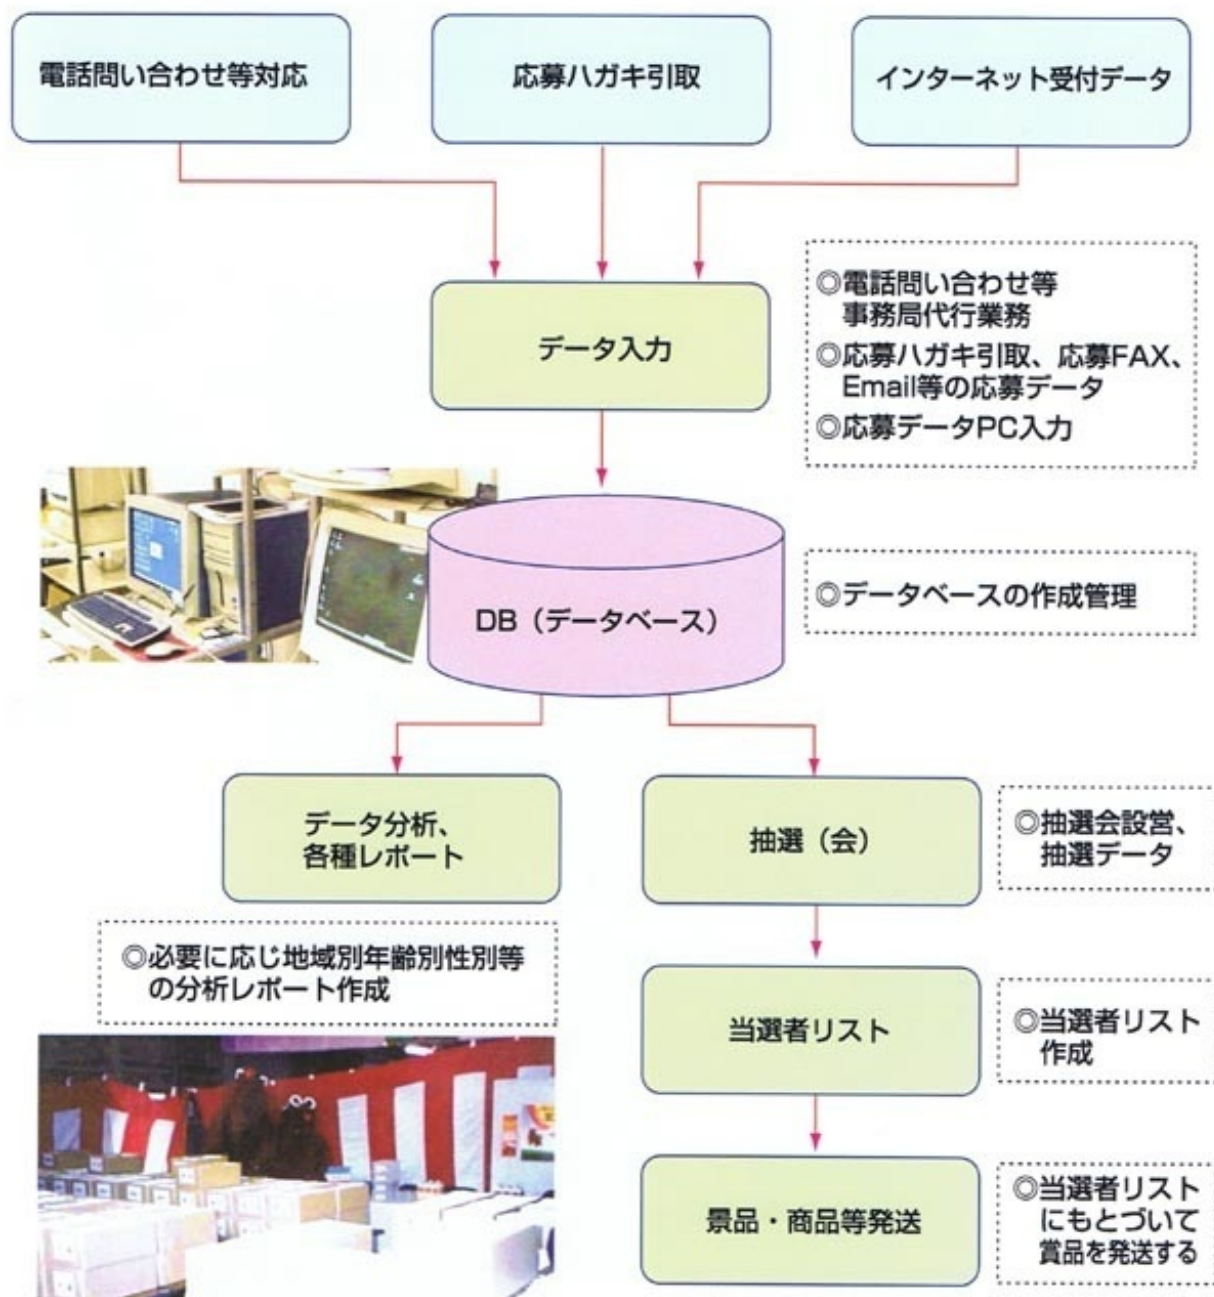 電話問い合わせ等対応
応募ハガキ引取
インターネット受付データ
データ入力
◎電話問い合わせ等
事務局代行業務
◎応募ハガキ引取、応募FAX、
Email等の応募データ
◎応募データPC入力
DB（データベース）
◎データベースの作成管理
データ分析、
各種レポート
◎必要に応じ地域別年齢別性別等
の分析レポート作成
抽選（会）
◎抽選会設営、
抽選データ
当選者リスト
◎当選者リスト
作成
景品・商品等発送
◎当選者リスト
にもとづいて
賞品を発送する